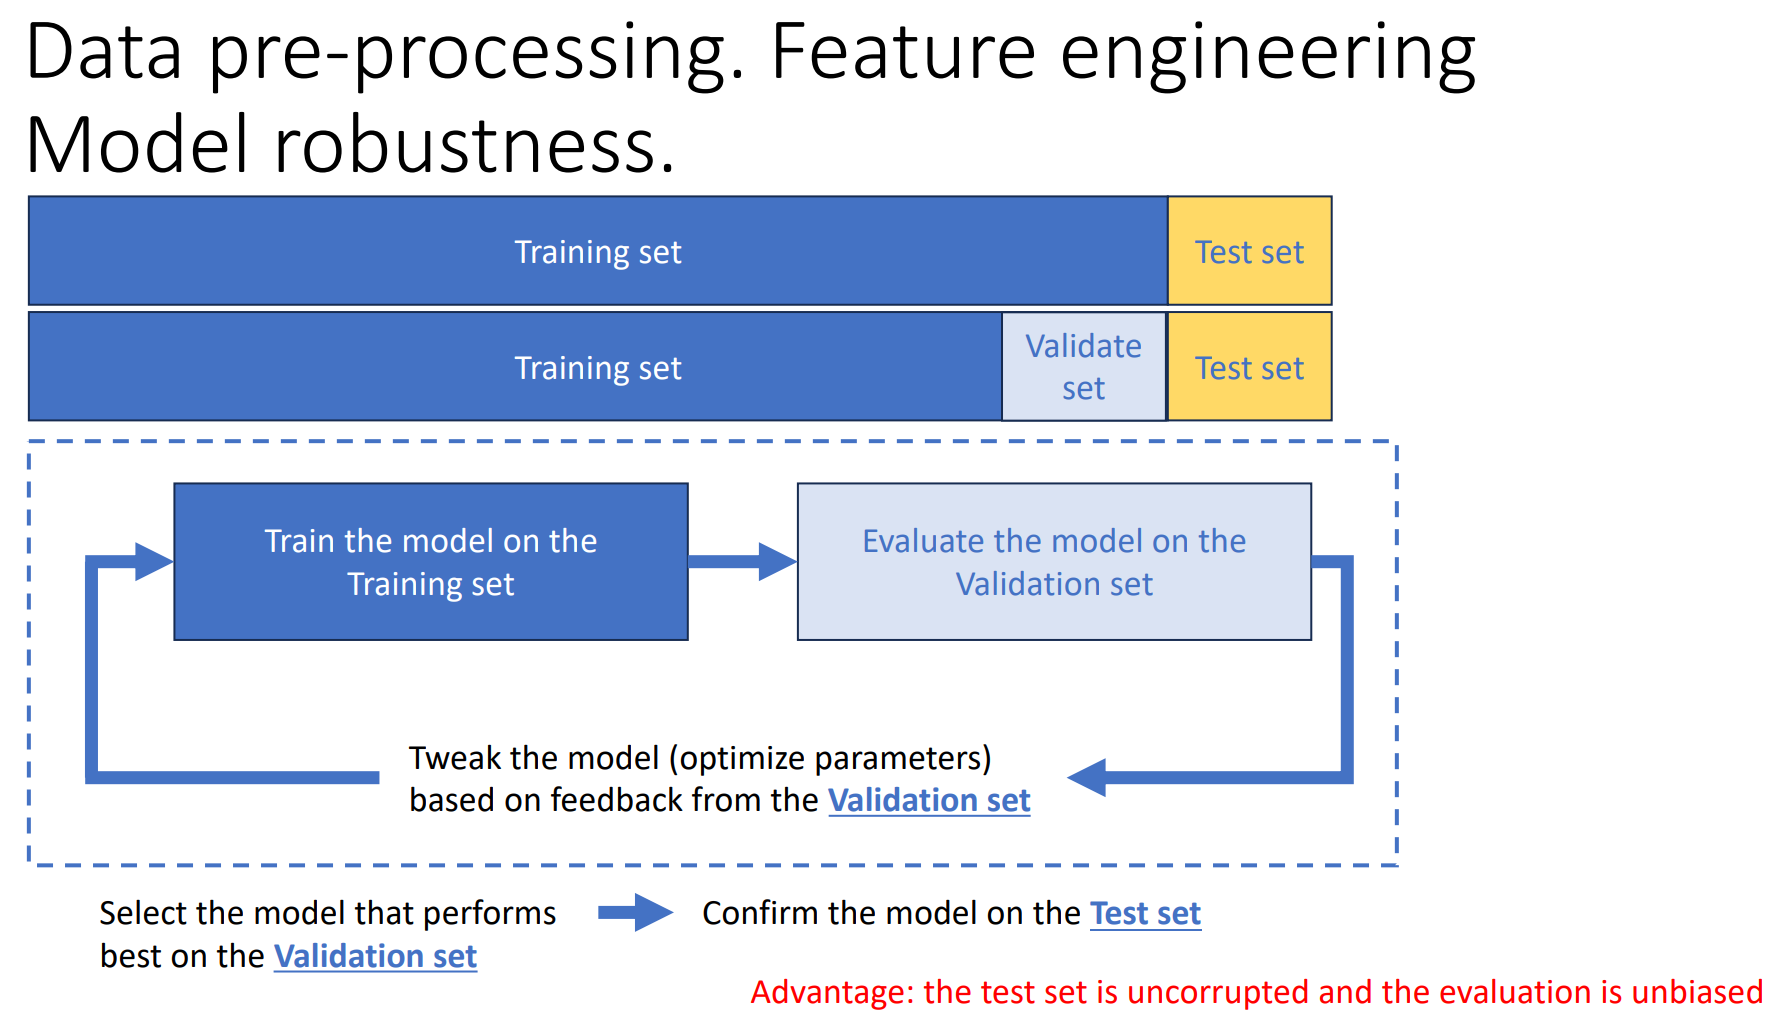 Data pre-processing. Feature engineering
Model robustness.
Training set
Test set
Training set
Validate
set
Test set
Train the model on the
Training set
Evaluate the model on the
Validation set
Tweak the model (optimize parameters)
based on feedback from the Validation set
Select the model that performs
best on the Validation set
Confirm the model on the Test set
Advantage: the test set is uncorrupted and the evaluation is unbiased